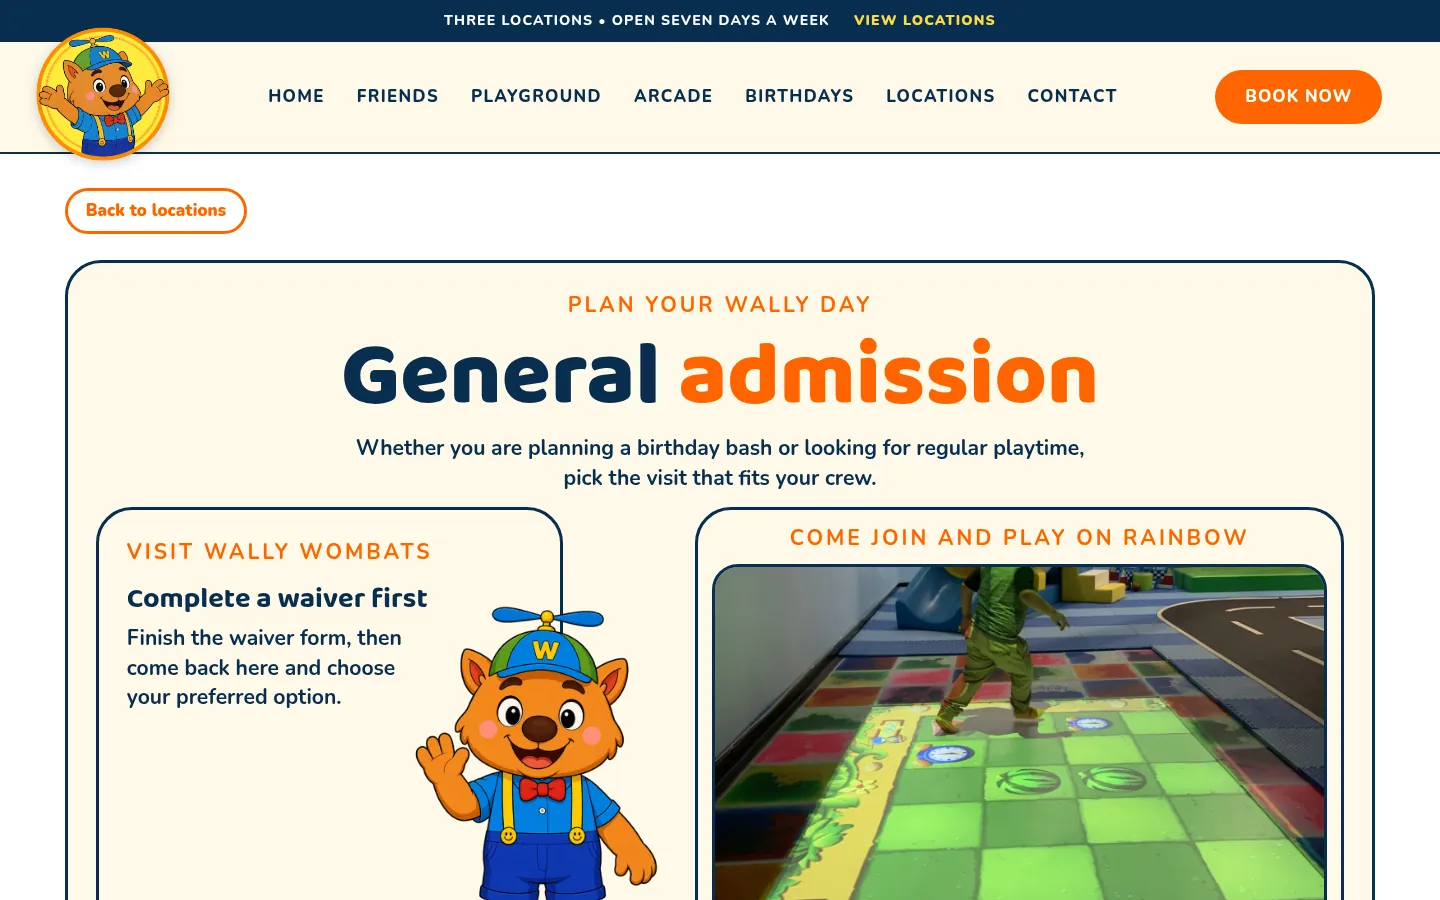 THREE LOCATIONS • OPEN SEVEN DAYS A WEEK VIEW LOCATIONS
W
HOME FRIENDS PLAYGROUND ARCADE BIRTHDAYS LOCATIONS CONTACT BOOK NOW
Back to locations
PLAN YOUR WALLY DAY
General admission
Whether you are planning a birthday bash or looking for regular playtime,
pick the visit that fits your crew.
VISIT WALLY WOMBATS
Complete a waiver first
Finish the waiver form, then
come back here and choose
your preferred option.
W
COME JOIN AND PLAY ON RAINBOW